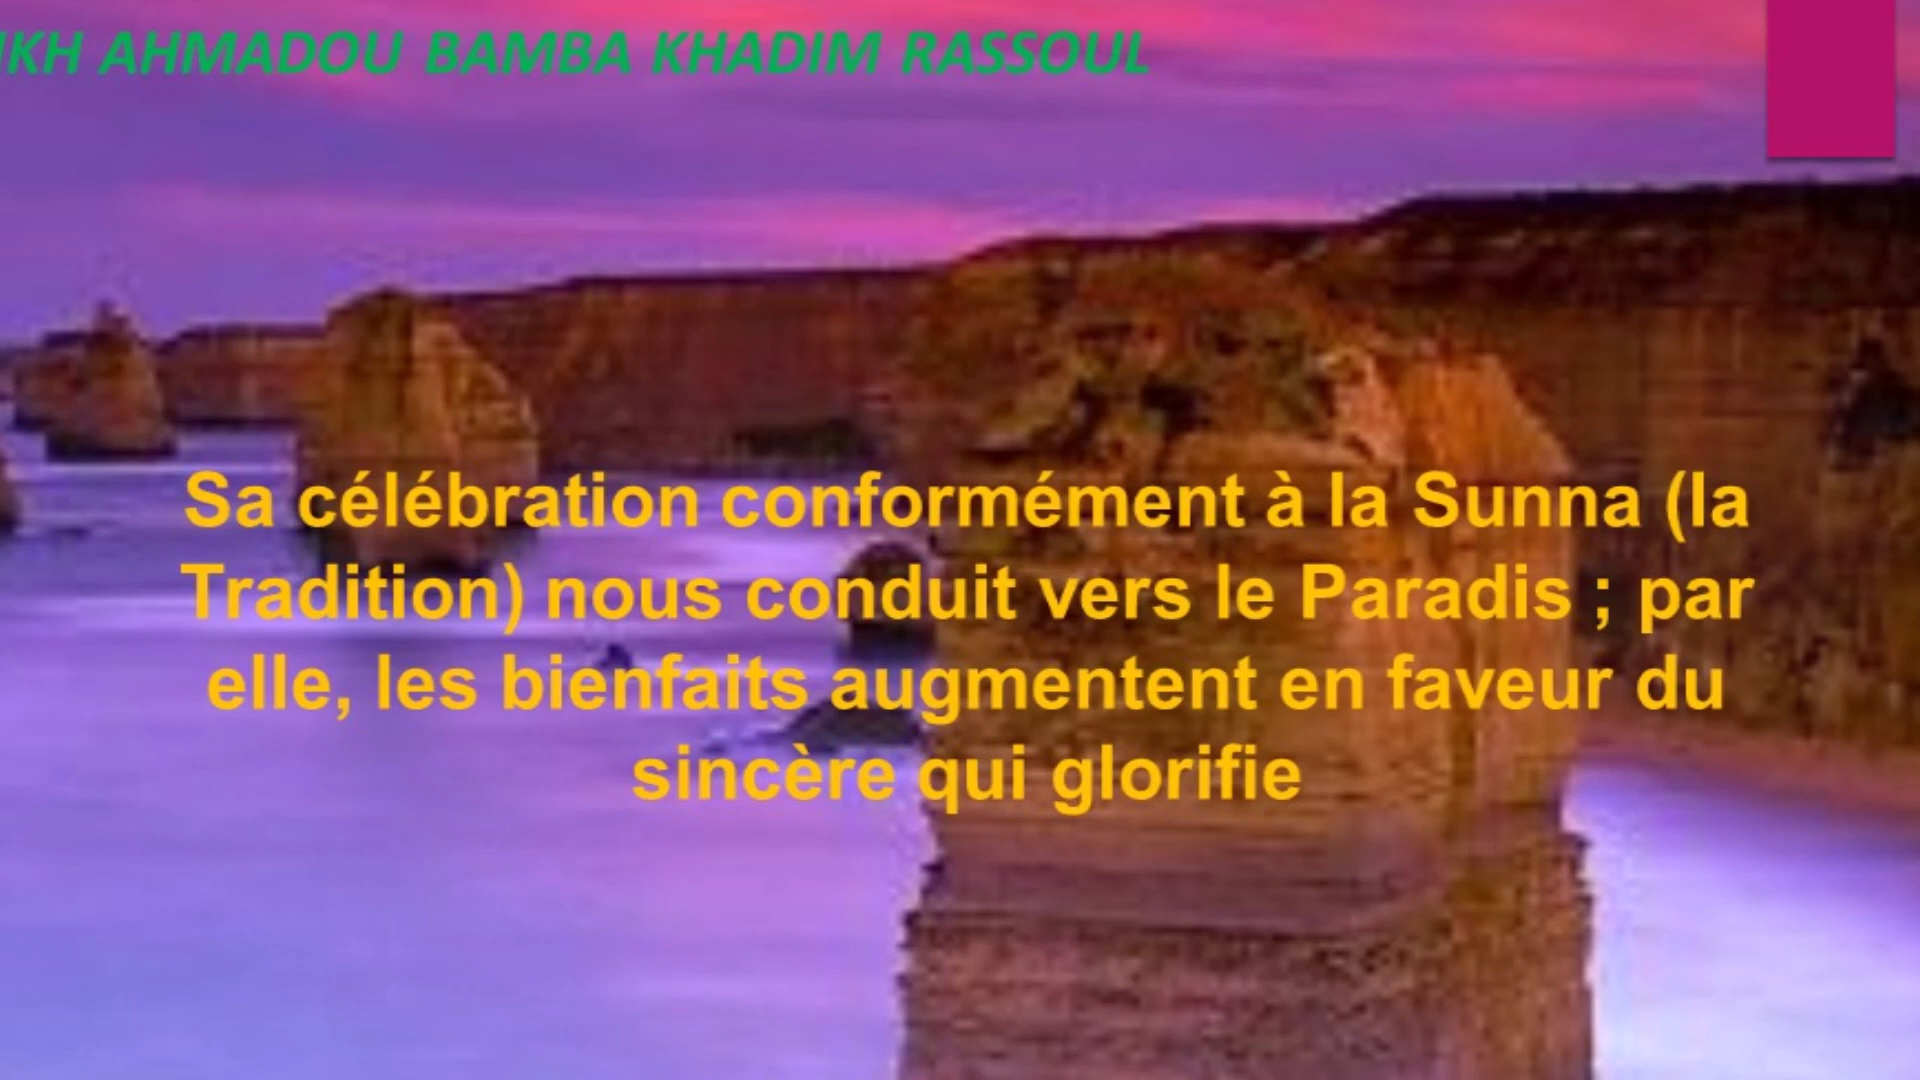 AHMADOU BAMBA KHADIM RASSOUL
Sa célébration conformément à la Sunna (la
Tradition) nous conduit vers le Paradis ; par
elle, les bienfaits augmentent en faveur du
sincère qui glorifie